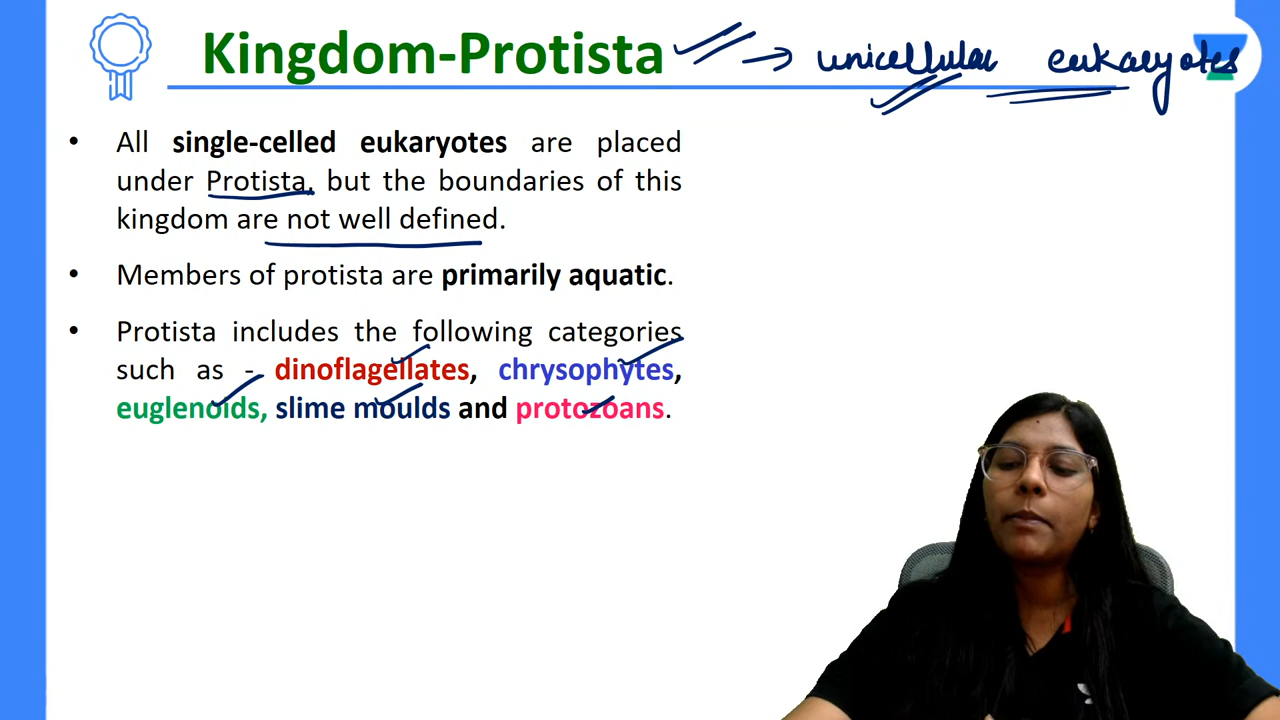 Kingdom-Protista → unicellular eukaryotes
• All single-celled eukaryotes are placed
under Protista, but the boundaries of this
kingdom are not well defined.
• Members of protista are primarily aquatic.
• Protista includes the following categories
such as - dinoflagellates, chrysophytes,
euglenoids, slime moulds and protozoans.